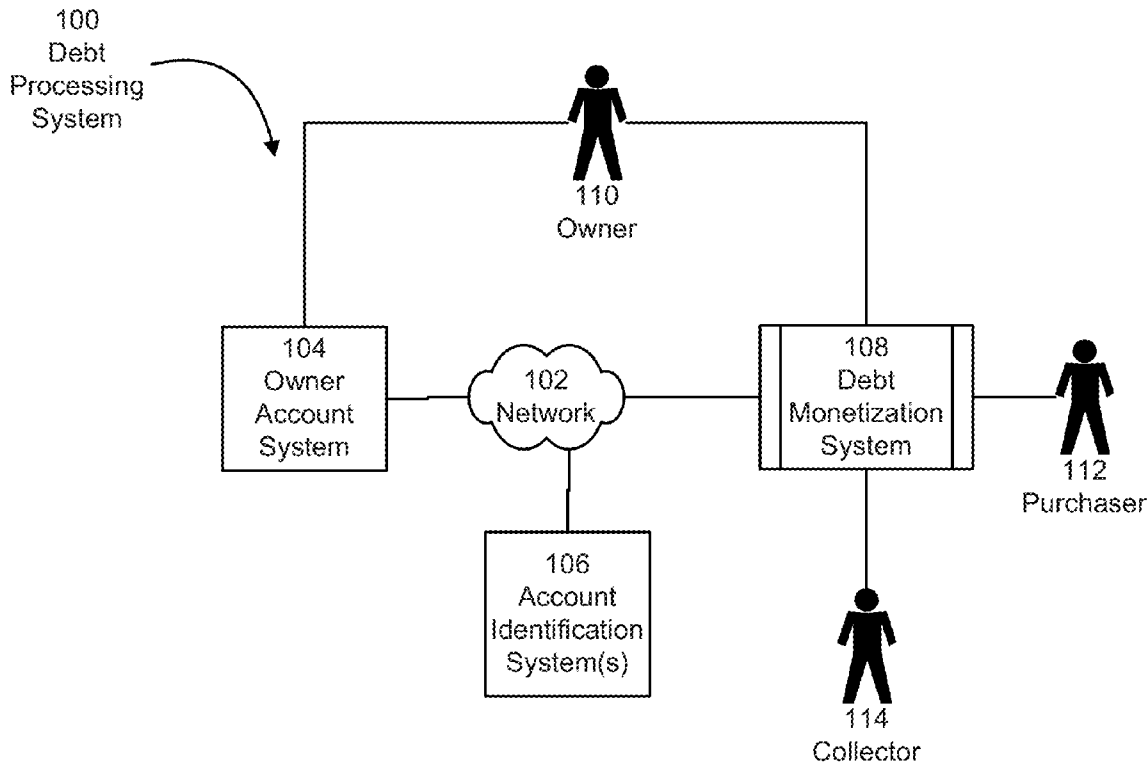 100
Debt
Processing
System
110
Owner
104
Owner
Account
System
102
Network
108
Debt
Monetization
System
112
Purchaser
106
Account
Identification
System(s)
114
Collector